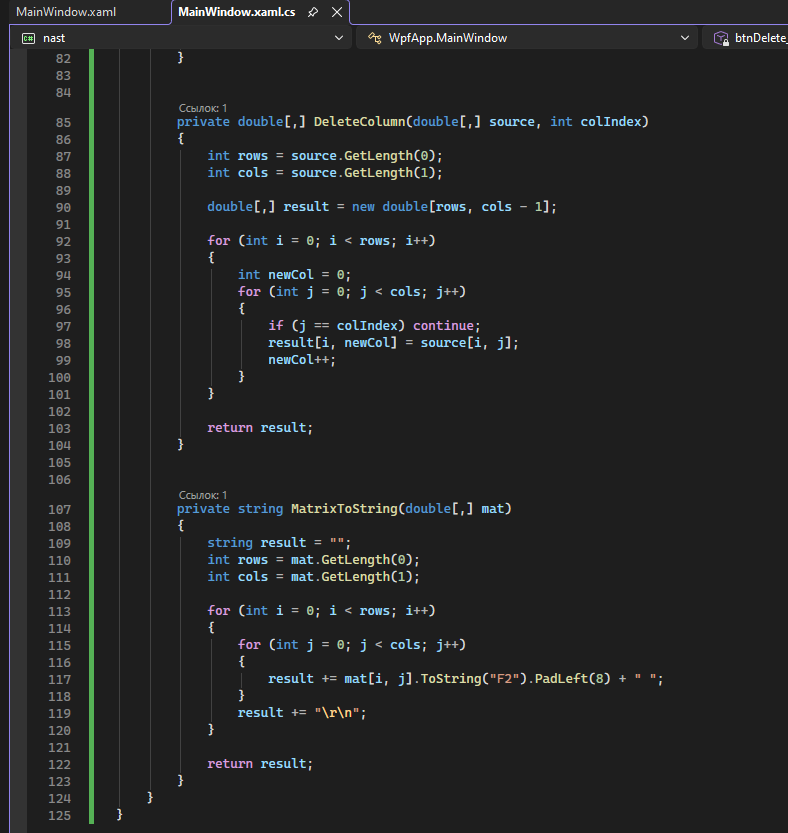 MainWindow.xaml MainWindow.xaml.cs
nast WpfApp.MainWindow btnDelete_
82 }
83
84
Ссылок: 1
85 private double[,] DeleteColumn(double[,] source, int colIndex)
86 {
87 int rows = source.GetLength(0);
88 int cols = source.GetLength(1);
89
90 double[,] result = new double[rows, cols - 1];
91
92 for (int i = 0; i < rows; i++)
93 {
94 int newCol = 0;
95 for (int j = 0; j < cols; j++)
96 {
97 if (j == colIndex) continue;
98 result[i, newCol] = source[i, j];
99 newCol++;
100 }
101 }
102
103 return result;
104 }
105
106
Ссылок: 1
107 private string MatrixToString(double[,] mat)
108 {
109 string result = "";
110 int rows = mat.GetLength(0);
111 int cols = mat.GetLength(1);
112
113 for (int i = 0; i < rows; i++)
114 {
115 for (int j = 0; j < cols; j++)
116 {
117 result += mat[i, j].ToString("F2").PadLeft(8) + " ";
118 }
119 result += "\r\n";
120 }
121
122 return result;
123 }
124 }
125 }